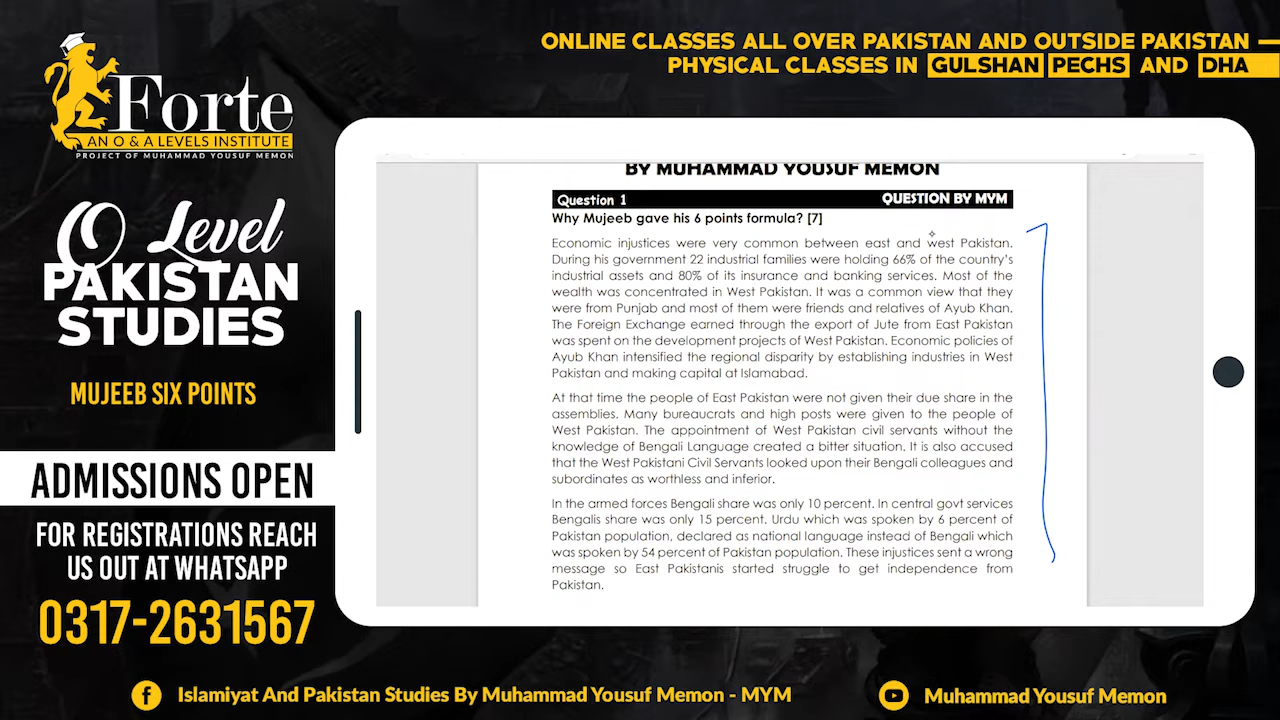 Forte
AN O & A LEVELS INSTITUTE
PROJECT OF MUHAMMAD YOUSUF MEMON
ONLINE CLASSES ALL OVER PAKISTAN AND OUTSIDE PAKISTAN
PHYSICAL CLASSES IN GULSHAN PECHS AND DHA
O Level
PAKISTAN
STUDIES
MUJEEB SIX POINTS
ADMISSIONS OPEN
FOR REGISTRATIONS REACH
US OUT AT WHATSAPP
0317-2631567
BY MUHAMMAD YOUSUF MEMON
Question 1 QUESTION BY MYM
Why Mujeeb gave his 6 points formula? [7]
Economic injustices were very common between east and west Pakistan.
During his government 22 industrial families were holding 66% of the country's
industrial assets and 80% of its insurance and banking services. Most of the
wealth was concentrated in West Pakistan. It was a common view that they
were from Punjab and most of them were friends and relatives of Ayub Khan.
The Foreign Exchange earned through the export of Jute from East Pakistan
was spent on the development projects of West Pakistan. Economic policies of
Ayub Khan intensified the regional disparity by establishing industries in West
Pakistan and making capital at Islamabad.
At that time the people of East Pakistan were not given their due share in the
assemblies. Many bureaucrats and high posts were given to the people of
West Pakistan. The appointment of West Pakistan civil servants without the
knowledge of Bengali Language created a bitter situation. It is also accused
that the West Pakistani Civil Servants looked upon their Bengali colleagues and
subordinates as worthless and inferior.
In the armed forces Bengali share was only 10 percent. In central govt services
Bengalis share was only 15 percent. Urdu which was spoken by 6 percent of
Pakistan population, declared as national language instead of Bengali which
was spoken by 54 percent of Pakistan population. These injustices sent a wrong
message so East Pakistanis started struggle to get independence from
Pakistan.
Islamiyat And Pakistan Studies By Muhammad Yousuf Memon - MYM
Muhammad Yousuf Memon